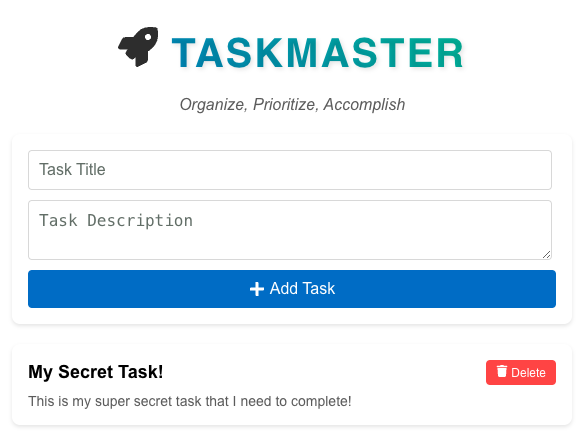 TASKMASTER
Organize, Prioritize, Accomplish
Task Title
Task Description
Add Task
My Secret Task!
Delete
This is my super secret task that I need to complete!